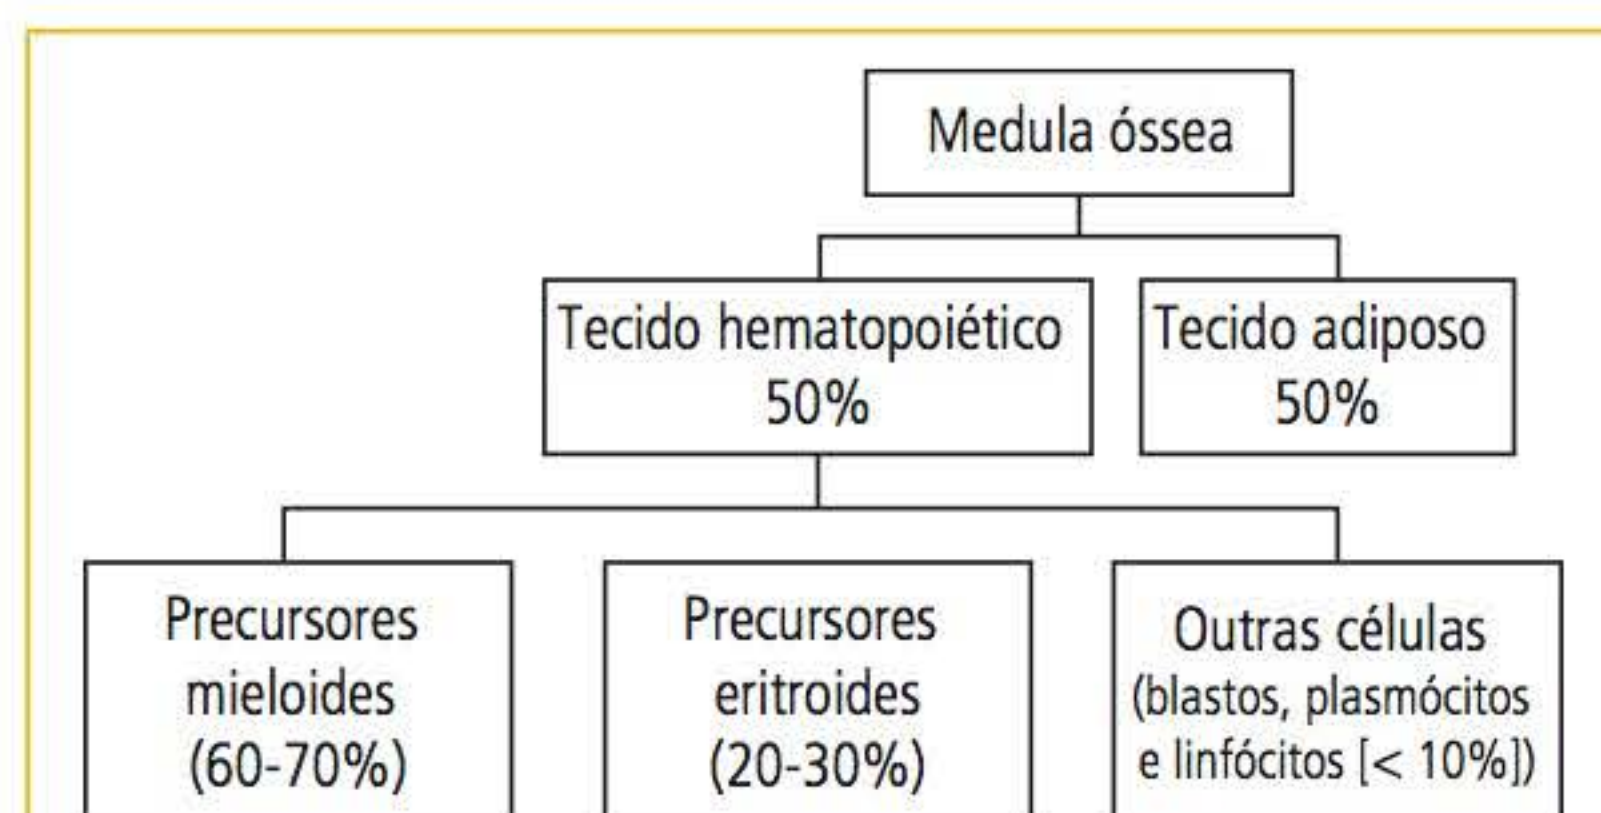 Medula óssea
Tecido hematopoiético
50%
Tecido adiposo
50%
Precursores
mieloides
(60-70%)
Precursores
eritroides
(20-30%)
Outras células
(blastos, plasmócitos
e linfócitos [< 10%])